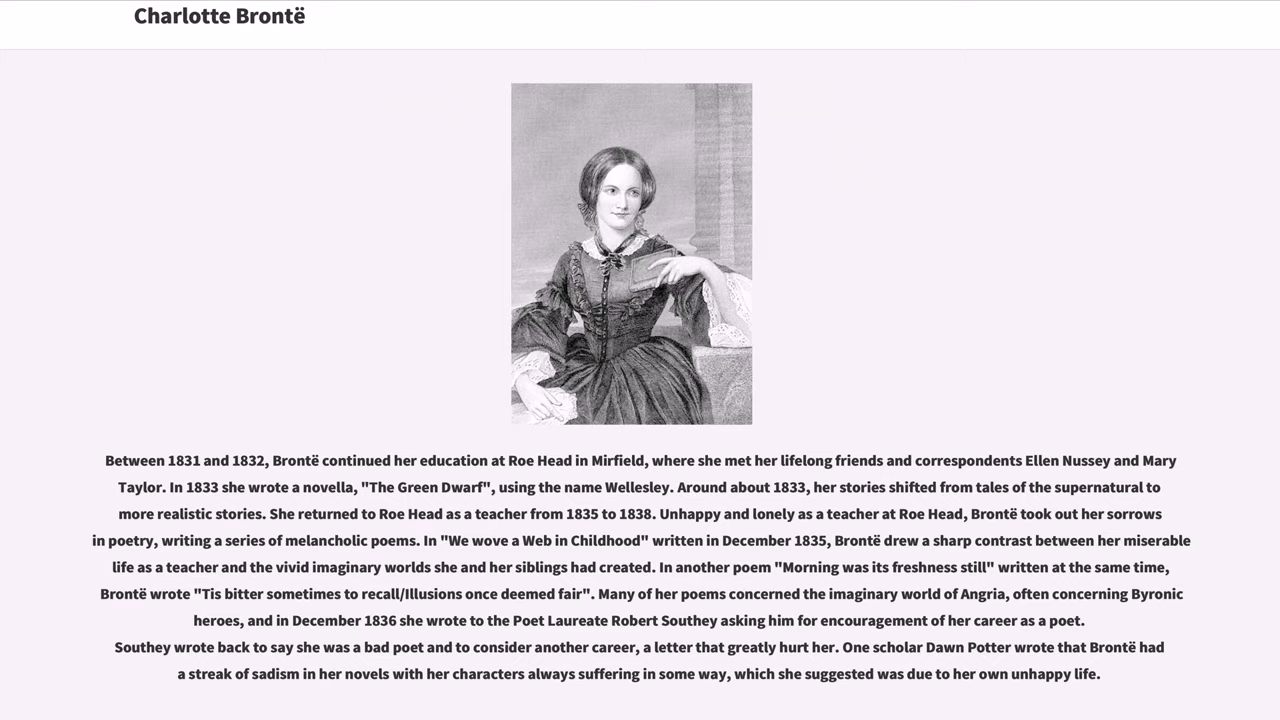 Charlotte Brontë
Between 1831 and 1832, Brontë continued her education at Roe Head in Mirfield, where she met her lifelong friends and correspondents Ellen Nussey and Mary
Taylor. In 1833 she wrote a novella, "The Green Dwarf", using the name Wellesley. Around about 1833, her stories shifted from tales of the supernatural to
more realistic stories. She returned to Roe Head as a teacher from 1835 to 1838. Unhappy and lonely as a teacher at Roe Head, Brontë took out her sorrows
in poetry, writing a series of melancholic poems. In "We wove a Web in Childhood" written in December 1835, Brontë drew a sharp contrast between her miserable
life as a teacher and the vivid imaginary worlds she and her siblings had created. In another poem "Morning was its freshness still" written at the same time,
Brontë wrote "Tis bitter sometimes to recall/Illusions once deemed fair". Many of her poems concerned the imaginary world of Angria, often concerning Byronic
heroes, and in December 1836 she wrote to the Poet Laureate Robert Southey asking him for encouragement of her career as a poet.
Southey wrote back to say she was a bad poet and to consider another career, a letter that greatly hurt her. One scholar Dawn Potter wrote that Brontë had
a streak of sadism in her novels with her characters always suffering in some way, which she suggested was due to her own unhappy life.